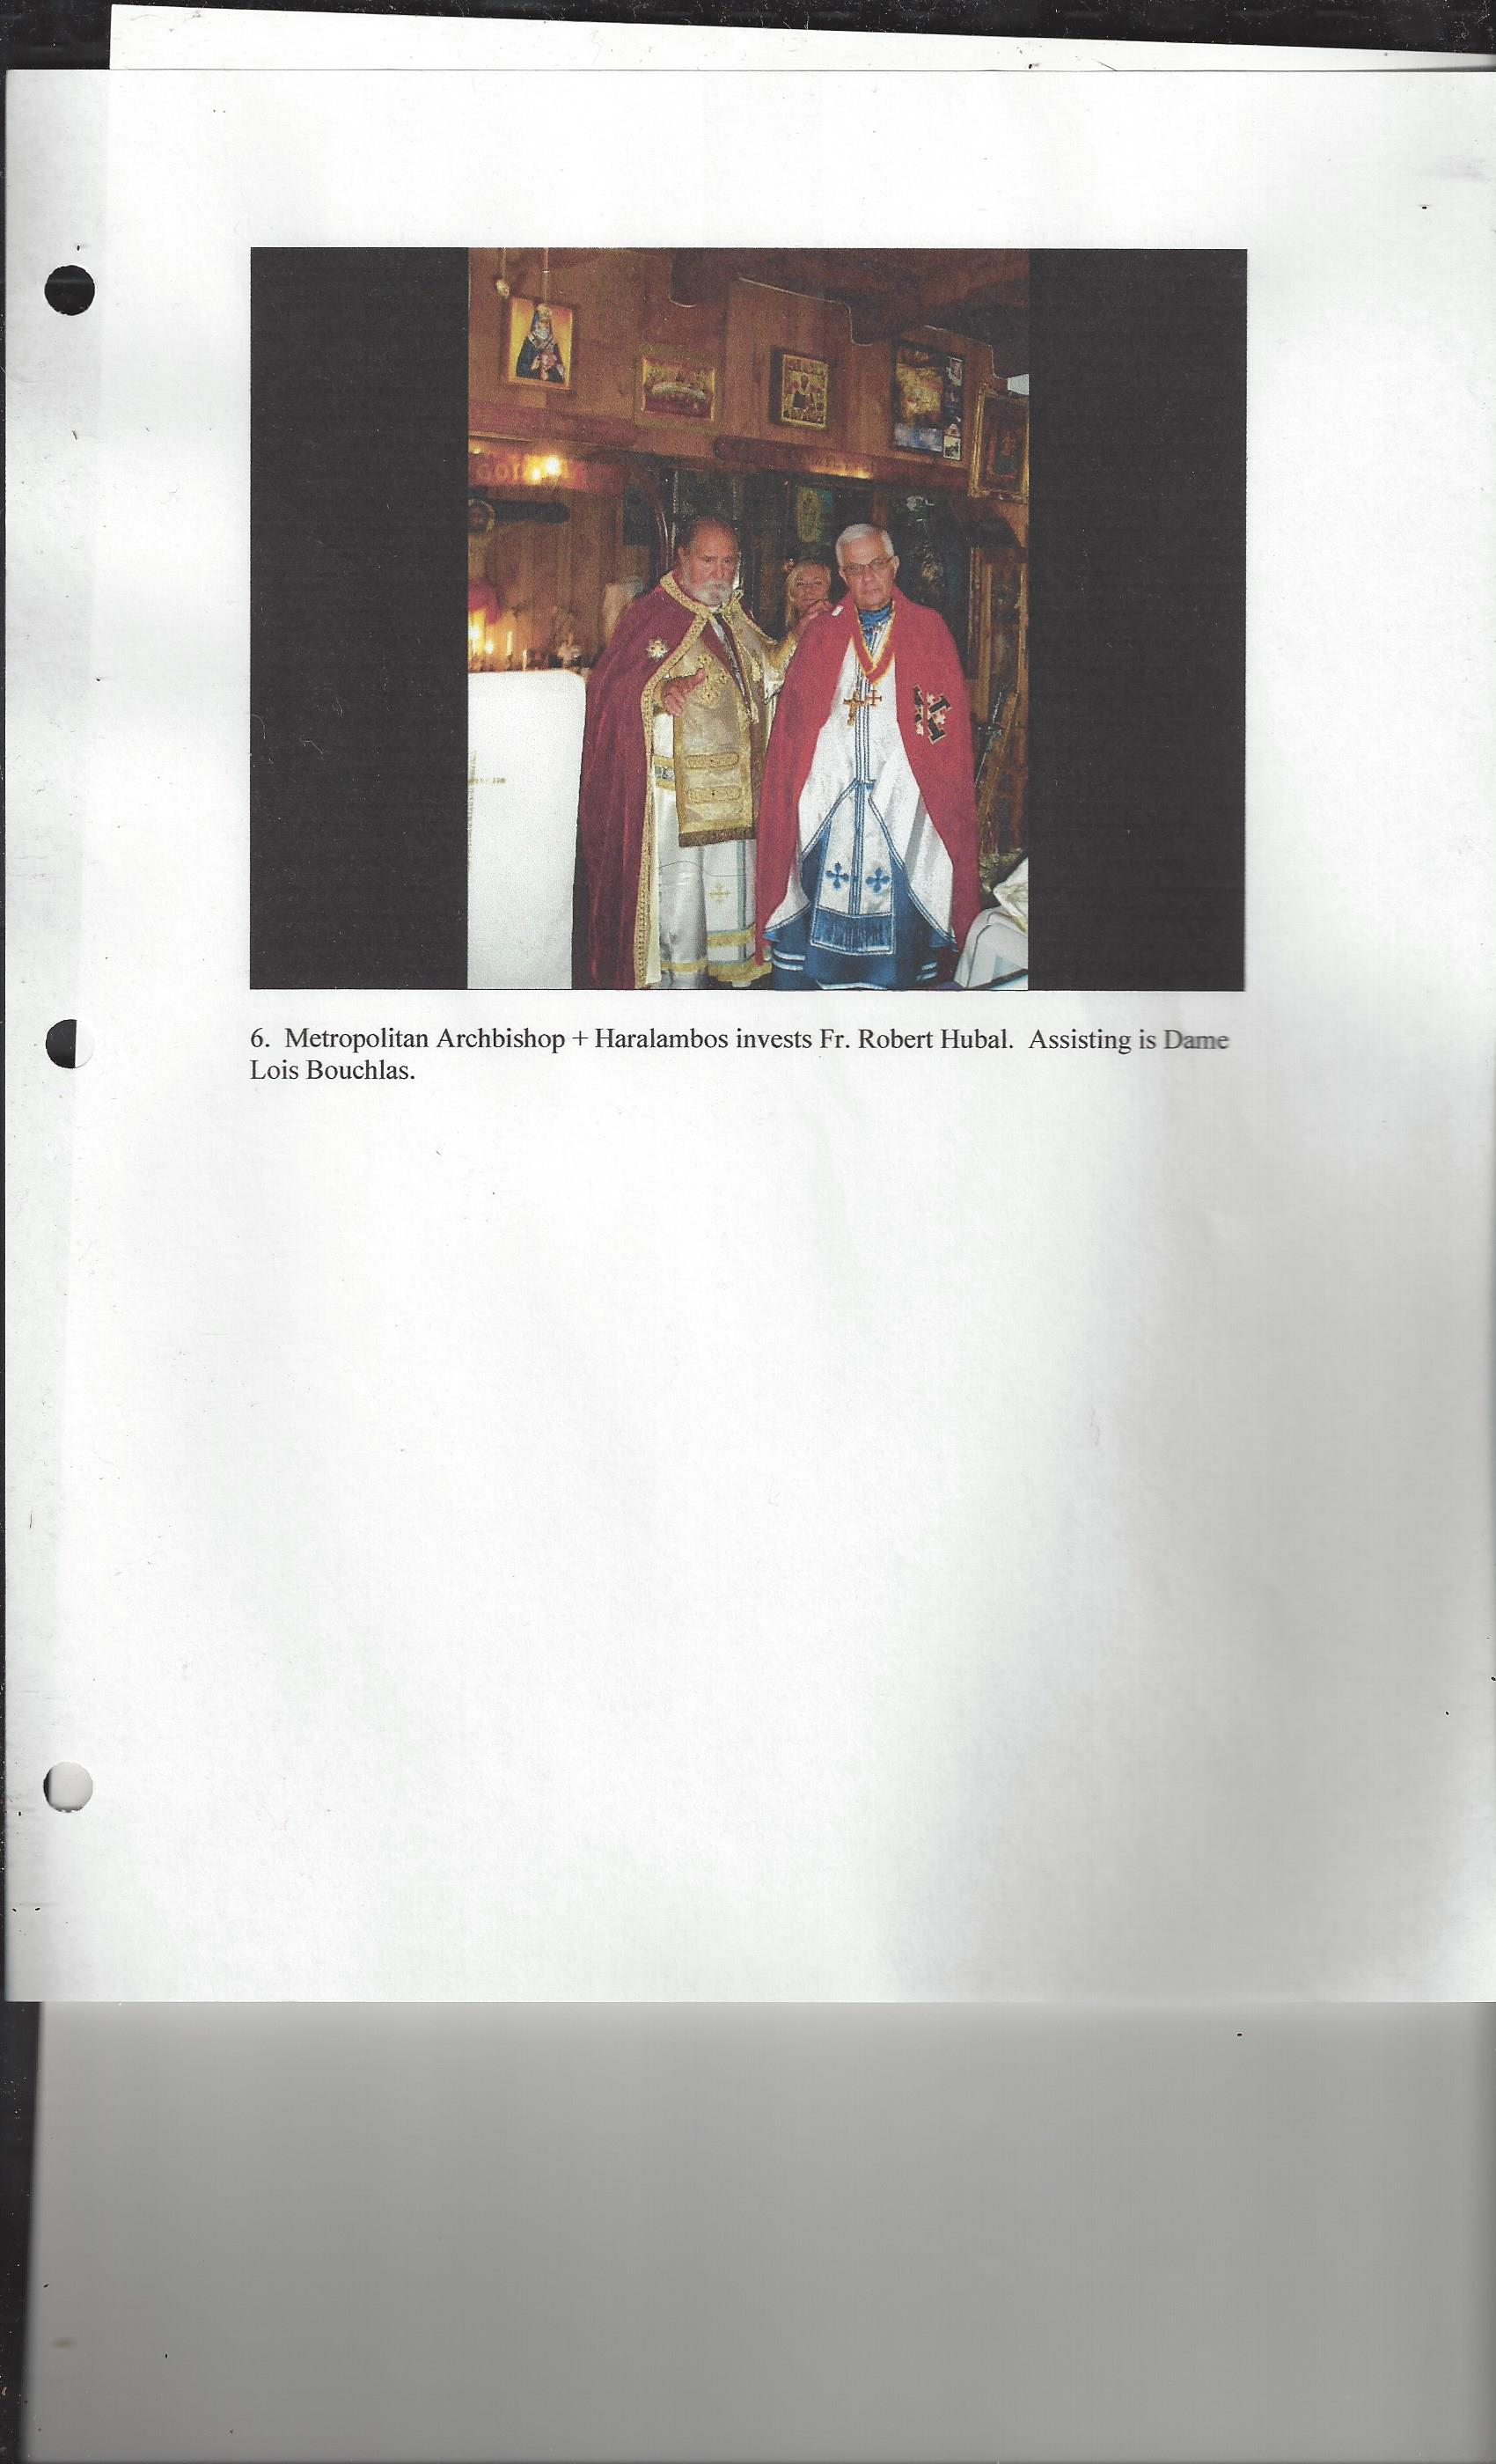 6.  Metropolitan Archbishop + Haralambos invests Fr. Robert Hubal.  Assisting is Dame
Lois Bouchlas.